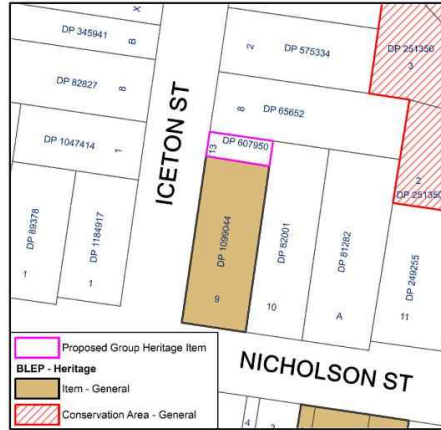 X
DP 345941
B
DP 82827
8
DP 1047414
1
DP 89378
1
DP 1184917
1
ICETON ST
2
DP 575334
DP 251350
3
8
DP 65652
13
DP 607950
2
DP 251350
DP 1099044
9
DP 82001
10
DP 81282
A
DP 249255
11
NICHOLSON ST
4
3
Proposed Group Heritage Item
BLEP - Heritage
Item - General
Conservation Area - General